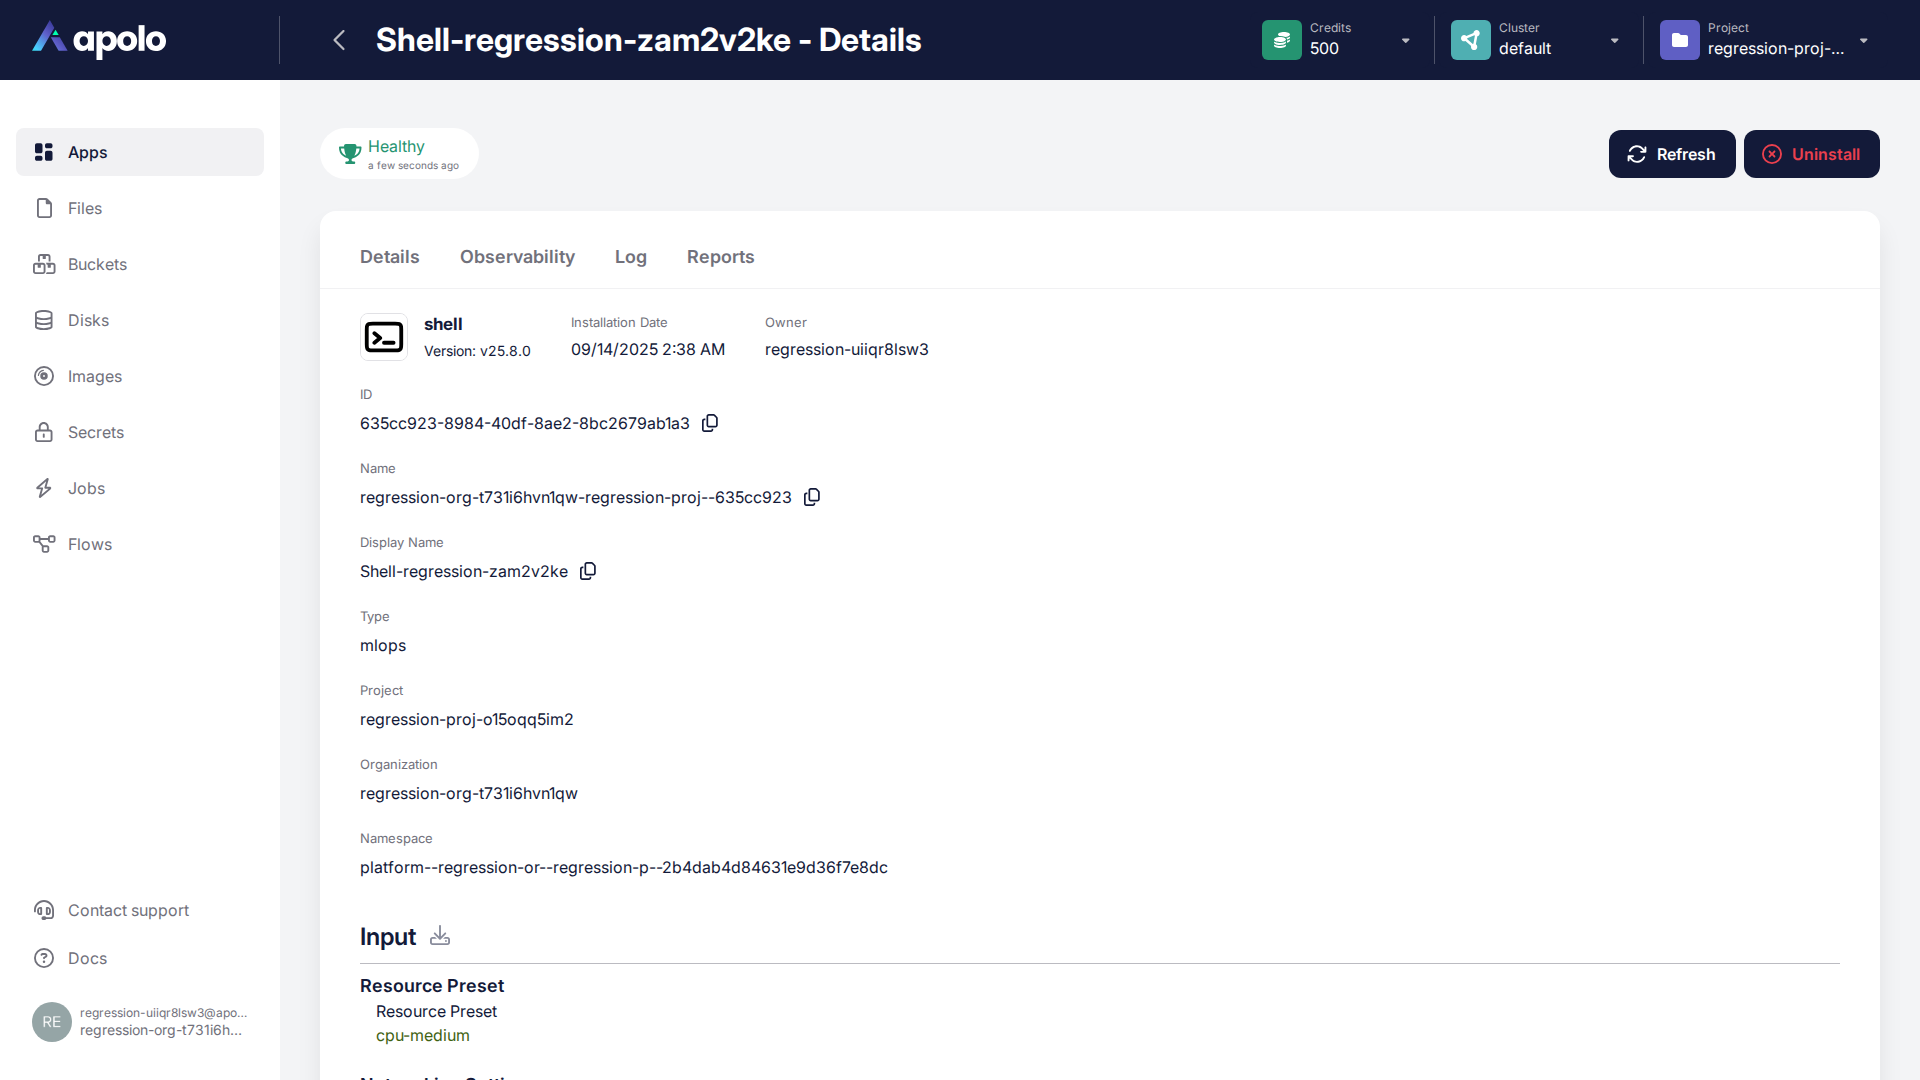 apolo
Shell-regression-zam2v2ke - Details
Credits
500
Cluster
default
Project
regression-proj-...
Apps
Files
Buckets
Disks
Images
Secrets
Jobs
Flows
Contact support
Docs
RE
regression-uiiqr8lsw3@apo...
regression-org-t731i6h...
Healthy
a few seconds ago
Refresh
Uninstall
Details
Observability
Log
Reports
shell
Version: v25.8.0
Installation Date
09/14/2025 2:38 AM
Owner
regression-uiiqr8lsw3
ID
635cc923-8984-40df-8ae2-8bc2679ab1a3
Name
regression-org-t731i6hvn1qw-regression-proj--635cc923
Display Name
Shell-regression-zam2v2ke
Type
mlops
Project
regression-proj-o15oqq5im2
Organization
regression-org-t731i6hvn1qw
Namespace
platform--regression-or--regression-p--2b4dab4d84631e9d36f7e8dc
Input
Resource Preset
Resource Preset
cpu-medium